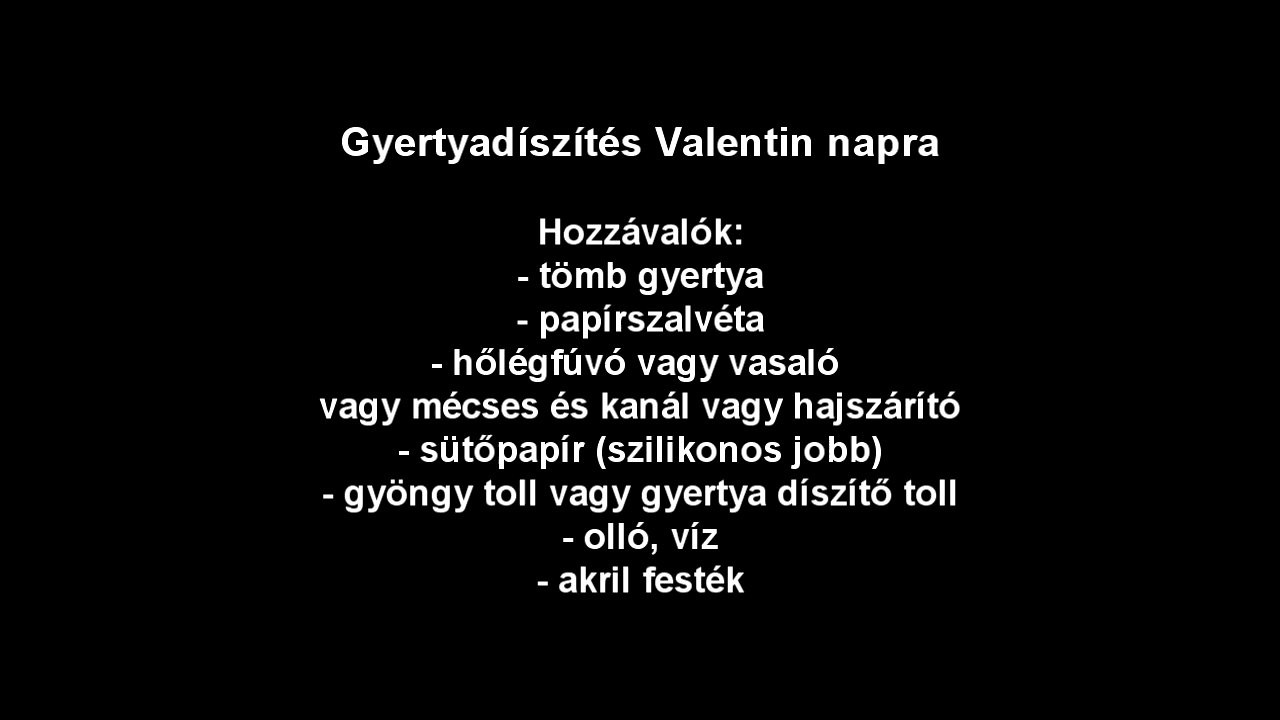 Gyertyadíszítés Valentin napra
Hozzávalók:
- tömb gyertya
- papírszalvéta
- hőlégfúvó vagy vasaló
vagy mécses és kanál vagy hajszárító
- sütőpapír (szilikonos jobb)
- gyöngy toll vagy gyertya díszítő toll
- olló, víz
- akril festék